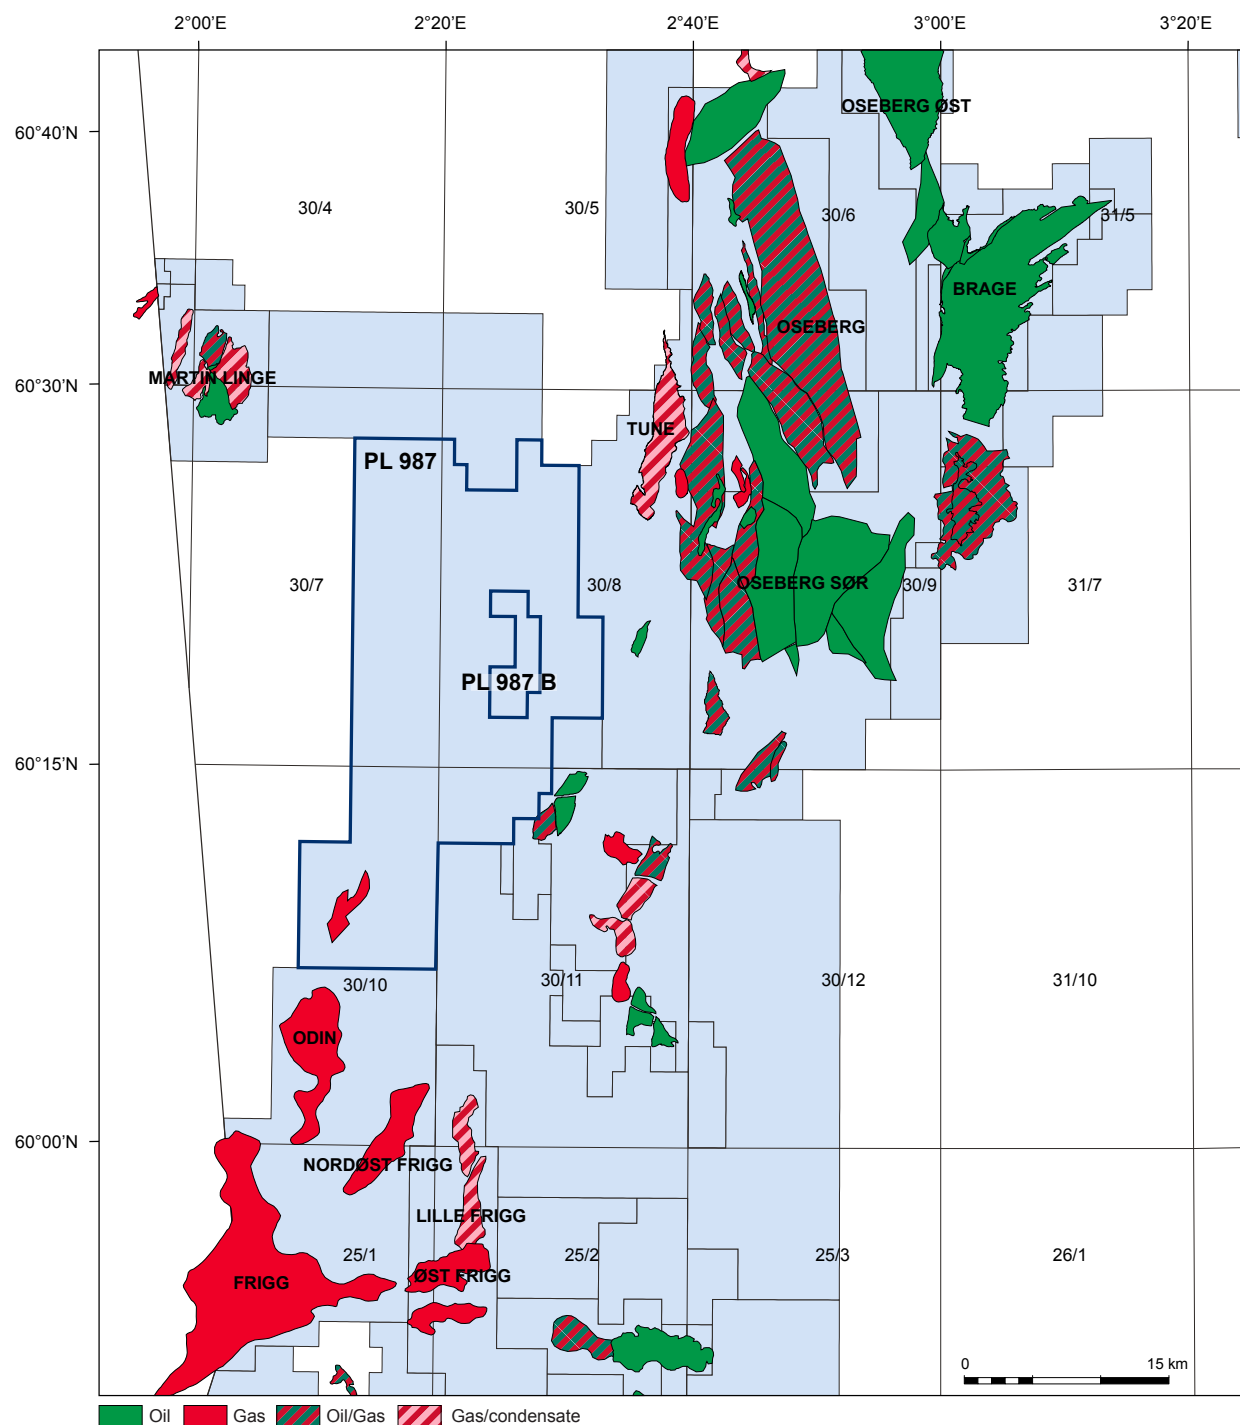 2°00'E 2°20'E 2°40'E 3°00'E 3°20'E
60°40'N
OSEBERG ØST
30/4 30/5 30/6 31/5
BRAGE
OSEBERG
60°30'N
MARTIN LINGE
TUNE
PL 987
30/7 30/8 OSEBERG SØR 30/9 31/7
PL 987 B
60°15'N
30/10 30/11 30/12 31/10
ODIN
60°00'N
NORDØST FRIGG
LILLE FRIGG
25/1 25/2 25/3 26/1
FRIGG ØST FRIGG
0 15 km
Oil Gas Oil/Gas Gas/condensate